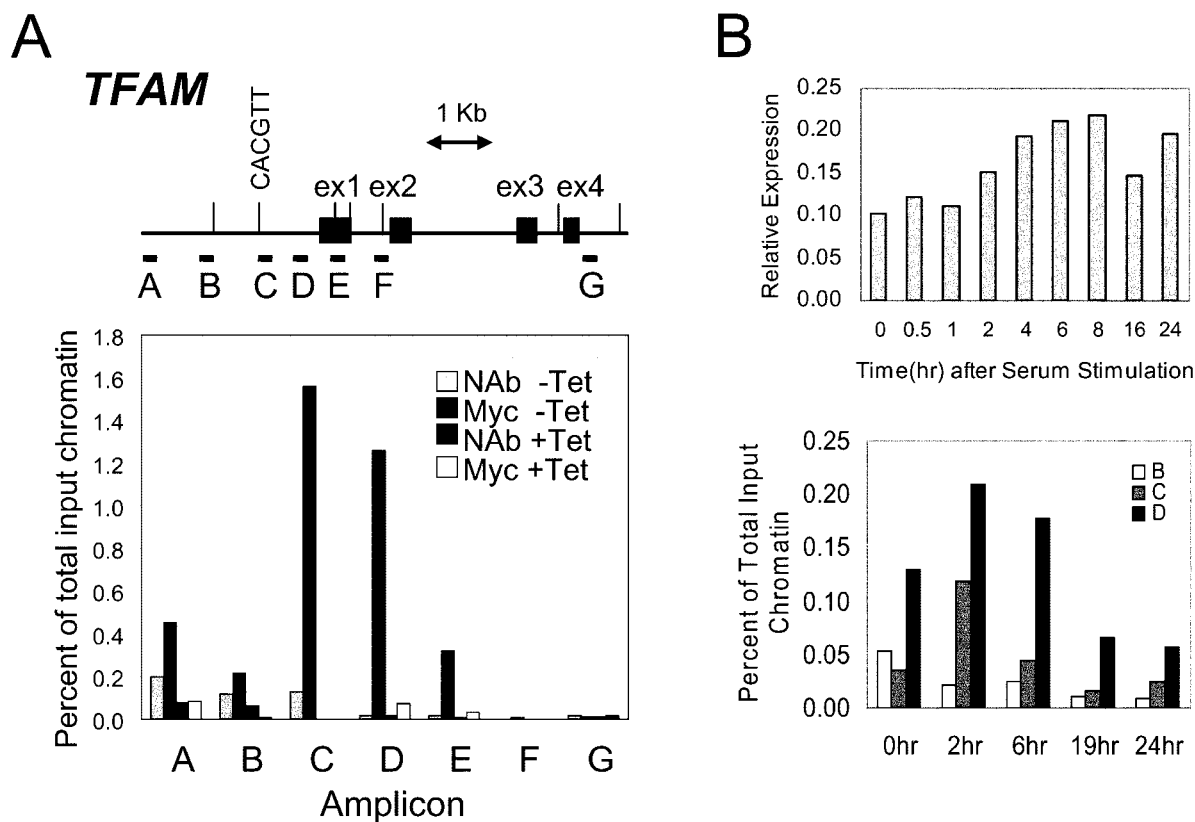 A
TFAM
CACGTT
1 Kb
ex1 ex2 ex3 ex4
A B C D E F G
Percent of total input chromatin
1.8
1.6
1.4
1.2
1.0
0.8
0.6
0.4
0.2
0.0
NAb -Tet
Myc -Tet
NAb +Tet
Myc +Tet
A B C D E F G
Amplicon
B
Relative Expression
0.25
0.20
0.15
0.10
0.05
0.00
0 0.5 1 2 4 6 8 16 24
Time(hr) after Serum Stimulation
Percent of Total Input
Chromatin
0.25
0.20
0.15
0.10
0.05
0.00
B
C
D
0hr 2hr 6hr 19hr 24hr